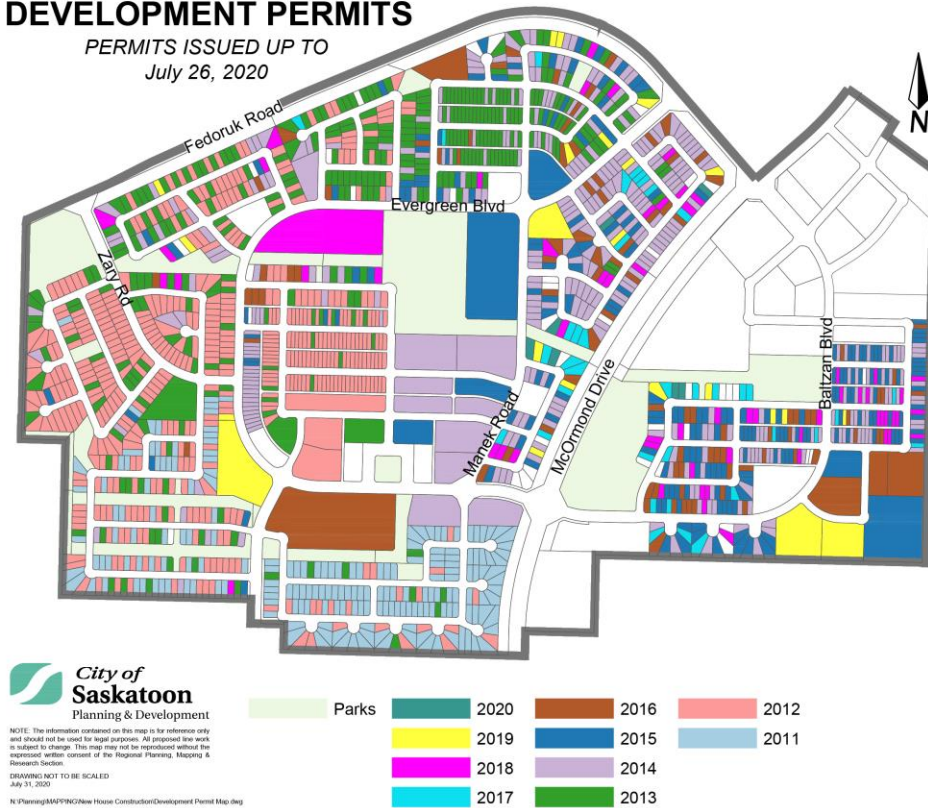 DEVELOPMENT PERMITS
PERMITS ISSUED UP TO
July 26, 2020
N
Fedoruk Road
Evergreen Blvd
Zary Rd
Baltzan Blvd
McOrmond Drive
Manek Road
City of
Saskatoon
Planning & Development
NOTE: The information contained on this map is for reference only
and should not be used for legal purposes. All proposed line work
is subject to change. This map may not be reproduced without the
expressed written consent of the Regional Planning, Mapping &
Research Section.
DRAWING NOT TO BE SCALED
July 31, 2020
N:\Planning\MAPPING\New House Construction\Development Permit Map.dwg
Parks
2020
2019
2018
2017
2016
2015
2014
2013
2012
2011